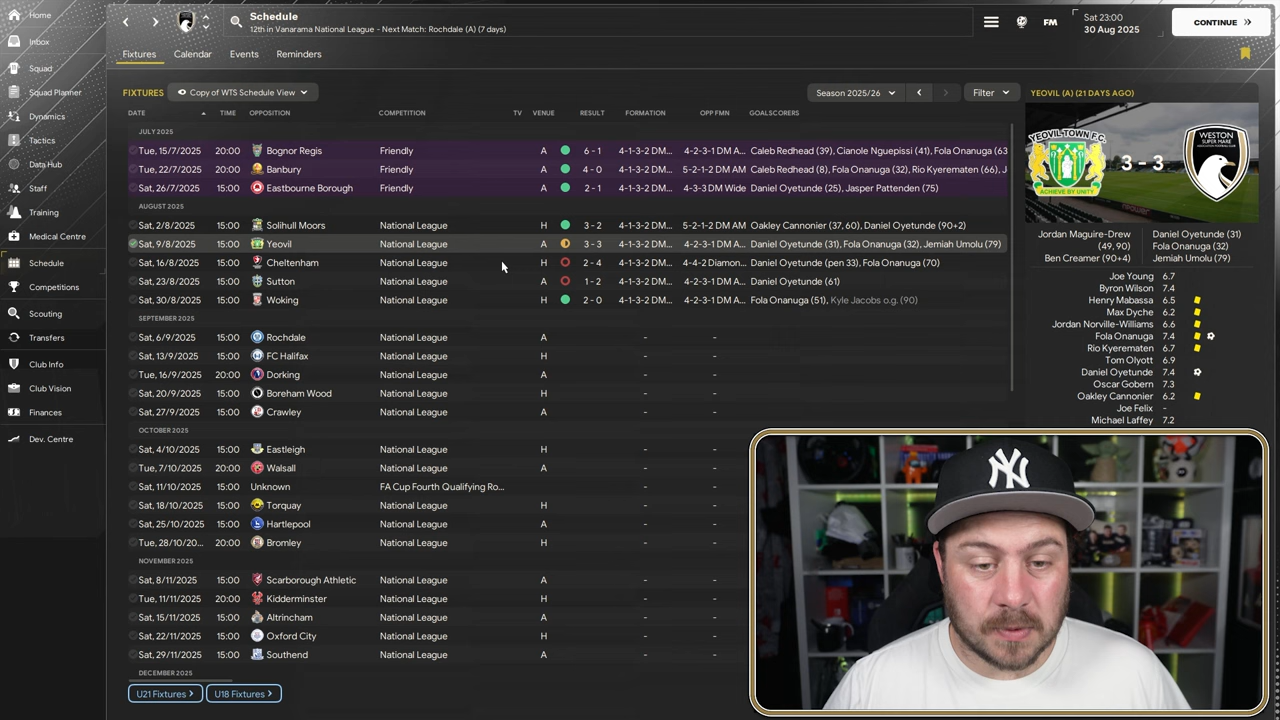 Home
Inbox
Squad
Squad Planner
Dynamics
Tactics
Data Hub
Staff
Training
Medical Centre
Schedule
Competitions
Scouting
Transfers
Club Info
Club Vision
Finances
Dev. Centre
Schedule
12th in Vanarama National League - Next Match: Rochdale (A) (7 days)
FM
Sat 23:00
30 Aug 2025
CONTINUE
Fixtures Calendar Events Reminders
FIXTURES Copy of WTS Schedule View Season 2025/26 Filter
DATE TIME OPPOSITION COMPETITION TV VENUE RESULT FORMATION OPP FMN GOALSCORERS
JULY 2025
Tue, 15/7/2025 20:00 Bognor Regis Friendly A 6 - 1 4-1-3-2 DM... 4-2-3-1 DM A... Caleb Redhead (39), Cianole Nguepissi (41), Fola Onanuga (63
Tue, 22/7/2025 20:00 Banbury Friendly A 4 - 0 4-1-3-2 DM... 5-2-1-2 DM AM Caleb Redhead (8), Fola Onanuga (32), Rio Kyerematen (66), J
Sat, 26/7/2025 15:00 Eastbourne Borough Friendly A 2 - 1 4-1-3-2 DM... 4-3-3 DM Wide Daniel Oyetunde (25), Jasper Pattenden (75)
AUGUST 2025
Sat, 2/8/2025 15:00 Solihull Moors National League H 3 - 2 4-1-3-2 DM... 5-2-1-2 DM AM Oakley Cannonier (37, 60), Daniel Oyetunde (90+2)
Sat, 9/8/2025 15:00 Yeovil National League A 3 - 3 4-1-3-2 DM... 4-2-3-1 DM A... Daniel Oyetunde (31), Fola Onanuga (32), Jemiah Umolu (79)
Sat, 16/8/2025 15:00 Cheltenham National League H 2 - 4 4-1-3-2 DM... 4-4-2 Diamon... Daniel Oyetunde (pen 33), Fola Onanuga (70)
Sat, 23/8/2025 15:00 Sutton National League A 1 - 2 4-1-3-2 DM... 4-2-3-1 DM A... Daniel Oyetunde (61)
Sat, 30/8/2025 15:00 Woking National League H 2 - 0 4-1-3-2 DM... 4-2-3-1 DM A... Fola Onanuga (51), Kyle Jacobs o.g. (90)
SEPTEMBER 2025
Sat, 6/9/2025 15:00 Rochdale National League A - -
Sat, 13/9/2025 15:00 FC Halifax National League H - -
Tue, 16/9/2025 20:00 Dorking National League A - -
Sat, 20/9/2025 15:00 Boreham Wood National League H - -
Sat, 27/9/2025 15:00 Crawley National League A - -
OCTOBER 2025
Sat, 4/10/2025 15:00 Eastleigh National League H - -
Tue, 7/10/2025 20:00 Walsall National League A - -
Sat, 11/10/2025 15:00 Unknown FA Cup Fourth Qualifying Ro... - -
Sat, 18/10/2025 15:00 Torquay National League H - -
Sat, 25/10/2025 15:00 Hartlepool National League A - -
Tue, 28/10/20... 20:00 Bromley National League H - -
NOVEMBER 2025
Sat, 8/11/2025 15:00 Scarborough Athletic National League A - -
Tue, 11/11/2025 20:00 Kidderminster National League H - -
Sat, 15/11/2025 15:00 Altrincham National League A - -
Sat, 22/11/2025 15:00 Oxford City National League H - -
Sat, 29/11/2025 15:00 Southend National League A - -
DECEMBER 2025
U21 Fixtures U18 Fixtures
YEOVIL (A) (21 DAYS AGO)
YEOVIL TOWN F.C.
ACHIEVE BY UNITY
3 - 3
WESTON
SUPER MARE
Jordan Maguire-Drew Daniel Oyetunde (31)
(49, 90) Fola Onanuga (32)
Ben Creamer (90+4) Jemiah Umolu (79)
Joe Young 6.7
Byron Wilson 7.4
Henry Mabassa 6.5
Max Dyche 6.2
Jordan Norville-Williams 6.6
Fola Onanuga 7.4
Rio Kyerematen 6.7
Tom Olyott 6.9
Daniel Oyetunde 7.4
Oscar Gobern 7.3
Oakley Cannonier 6.2
Joe Felix -
Michael Laffey 7.2
NY